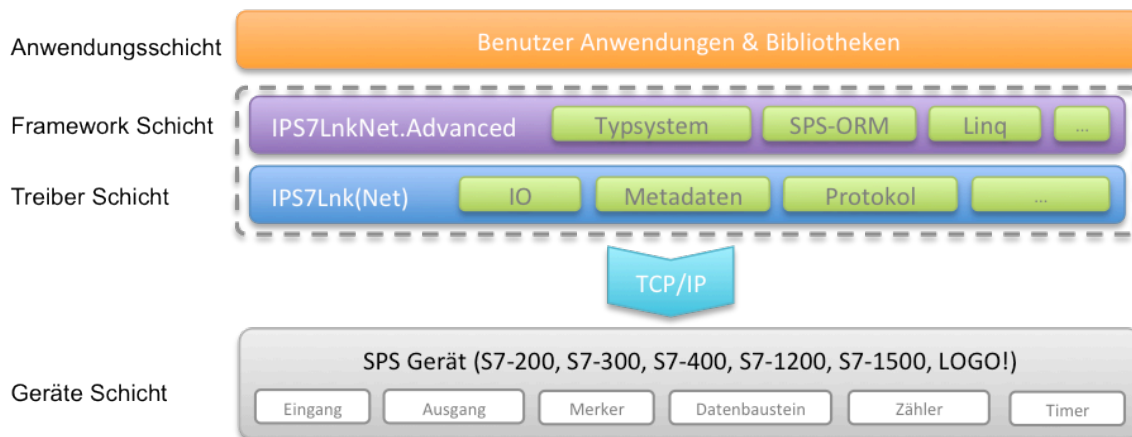 Anwendungsschicht
Benutzer Anwendungen & Bibliotheken
Framework Schicht
IPS7LnkNet.Advanced
Typsystem
SPS-ORM
Linq
...
Treiber Schicht
IPS7Lnk(Net)
IO
Metadaten
Protokol
...
TCP/IP
SPS Gerät (S7-200, S7-300, S7-400, S7-1200, S7-1500, LOGO!)
Geräte Schicht
Eingang
Ausgang
Merker
Datenbaustein
Zähler
Timer